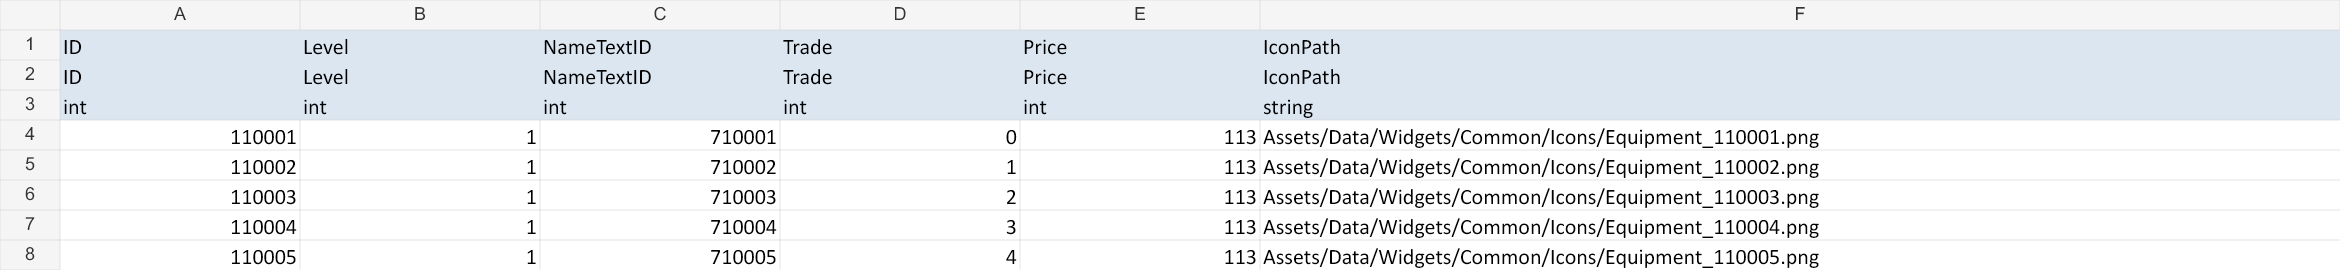 A B C D E F
1 ID Level NameTextID Trade Price IconPath
2 ID Level NameTextID Trade Price IconPath
3 int int int int int string
4 110001 1 710001 0 113 Assets/Data/Widgets/Common/Icons/Equipment_110001.png
5 110002 1 710002 1 113 Assets/Data/Widgets/Common/Icons/Equipment_110002.png
6 110003 1 710003 2 113 Assets/Data/Widgets/Common/Icons/Equipment_110003.png
7 110004 1 710004 3 113 Assets/Data/Widgets/Common/Icons/Equipment_110004.png
8 110005 1 710005 4 113 Assets/Data/Widgets/Common/Icons/Equipment_110005.png